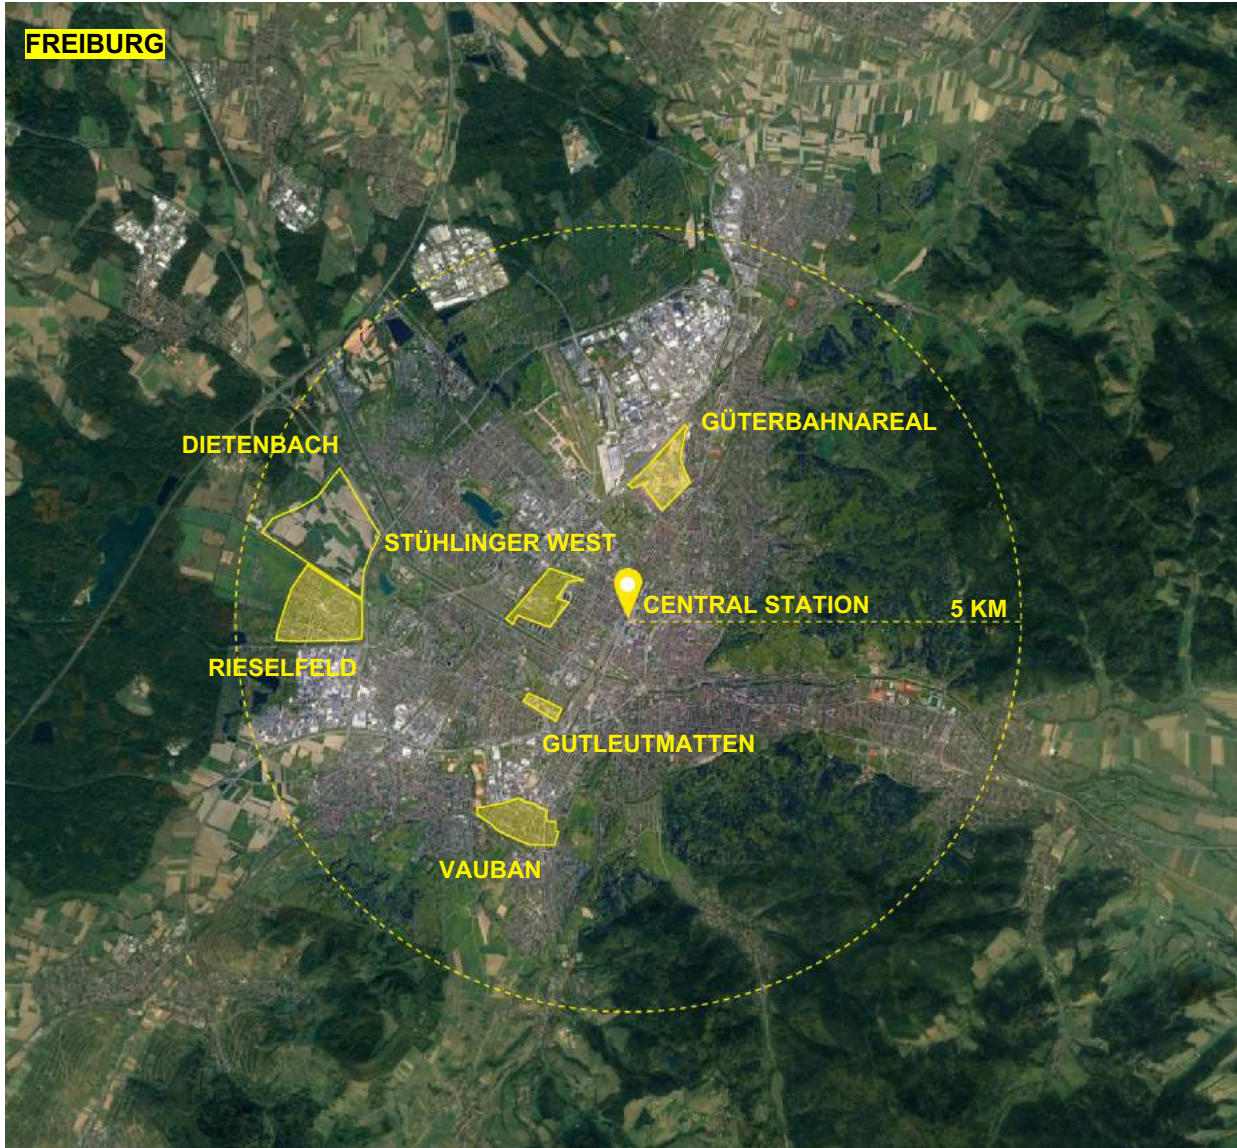 FREIBURG
GÜTERBAHNAREAL
DIETENBACH
STÜHLINGER WEST
CENTRAL STATION
5 KM
RIESELFELD
GUTLEUTMATTEN
VAUBAN